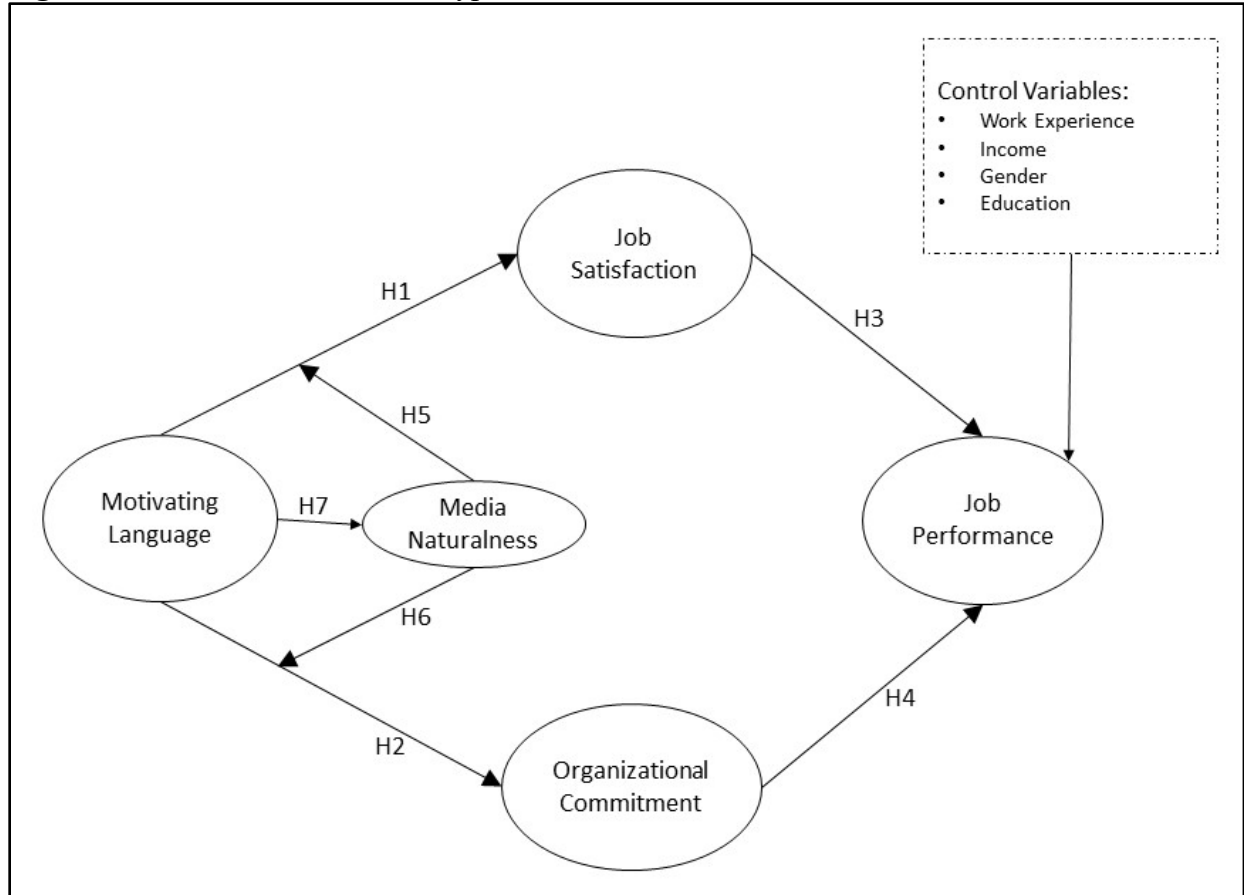 Control Variables:
• Work Experience
• Income
• Gender
• Education
Job
Satisfaction
H1
H3
H5
Motivating
Language
H7
Media
Naturalness
Job
Performance
H6
H2
H4
Organizational
Commitment